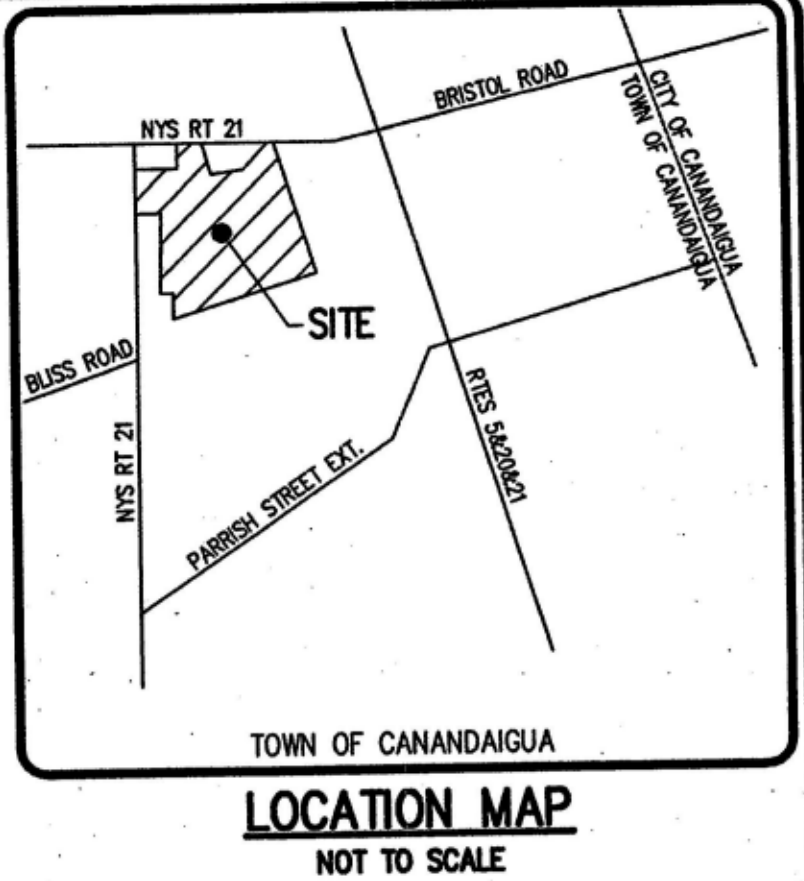 BRISTOL ROAD
NYS RT 21
CITY OF CANANDAIGUA
TOWN OF CANANDAIGUA
SITE
BLISS ROAD
NYS RT 21
RTES 5&20&21
PARRISH STREET EXT.
TOWN OF CANANDAIGUA
LOCATION MAP
NOT TO SCALE